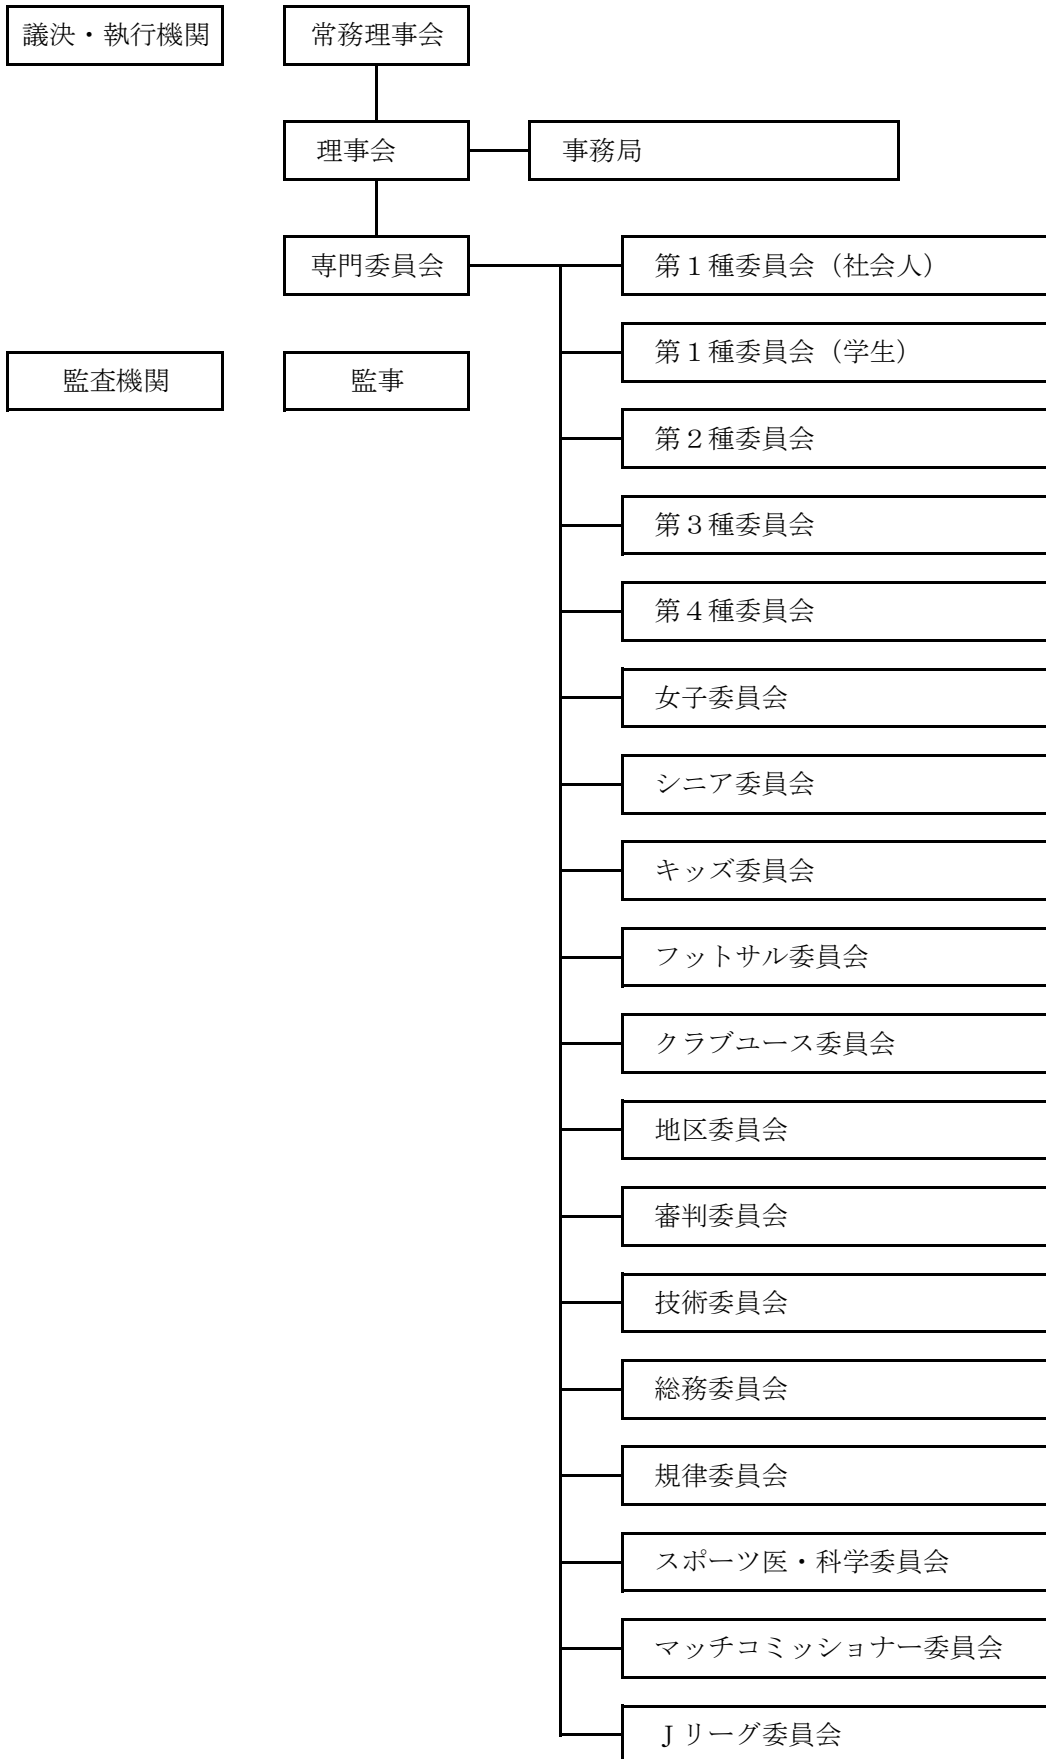 議決・執行機関
常務理事会
理事会
事務局
専門委員会
第１種委員会（社会人）
第１種委員会（学生）
監査機関
監事
第２種委員会
第３種委員会
第４種委員会
女子委員会
シニア委員会
キッズ委員会
フットサル委員会
クラブユース委員会
地区委員会
審判委員会
技術委員会
総務委員会
規律委員会
スポーツ医・科学委員会
マッチコミッショナー委員会
Ｊリーグ委員会